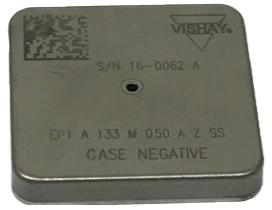 VISHAY®
S/N 16-0062 A
EP1 A 133 M 050 A Z SS
CASE NEGATIVE